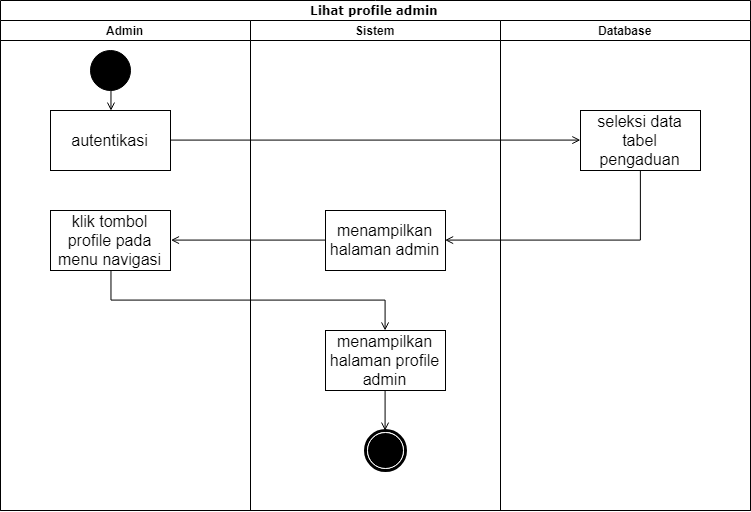 Lihat profile admin
Admin
Sistem
Database
autentikasi
seleksi data
tabel
pengaduan
klik tombol
profile pada
menu navigasi
menampilkan
halaman admin
menampilkan
halaman profile
admin